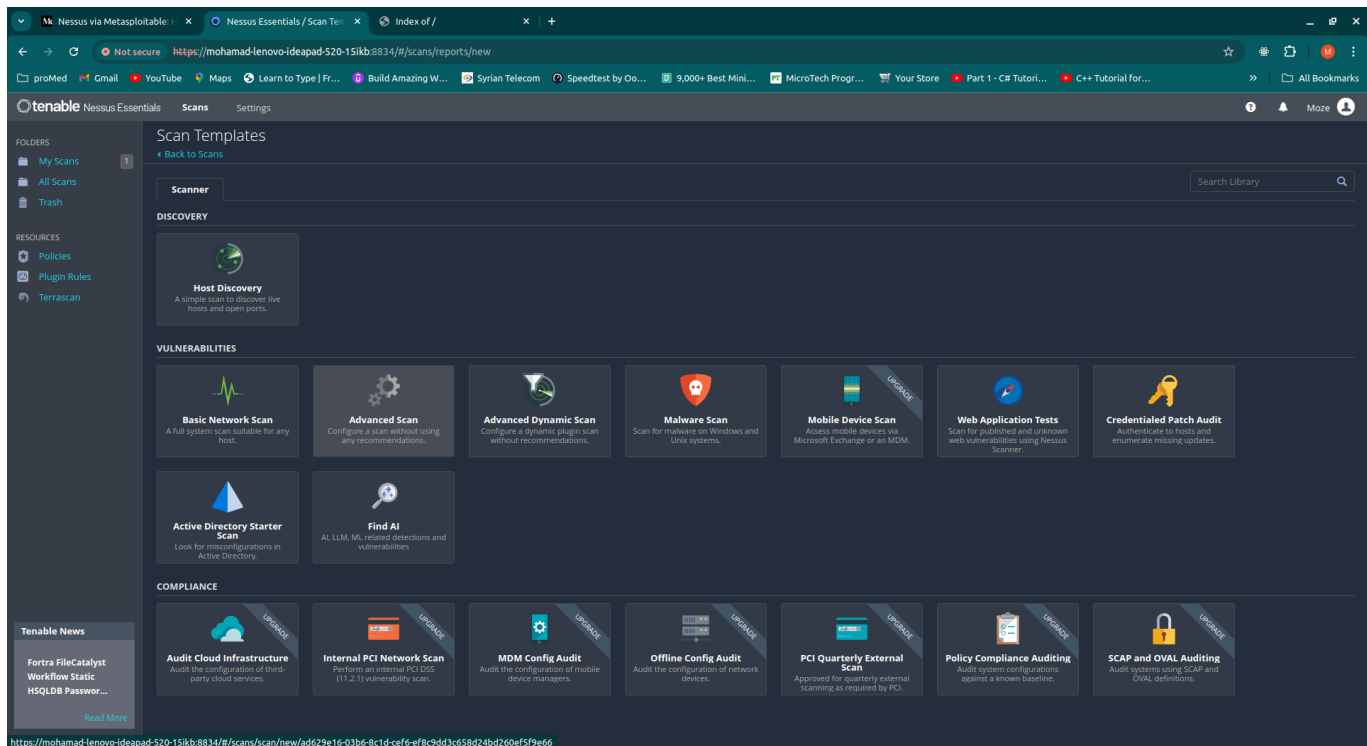 Nessus via Metasploitable: H
Nessus Essentials / Scan Tem
Index of /
Not secure https://mohamad-lenovo-ideapad-520-15ikb:8834/#/scans/reports/new
M
proMed Gmail YouTube Maps Learn to Type | Fr... Build Amazing W... Syrian Telecom Speedtest by Oo... 9,000+ Best Mini... MicroTech Progr... Your Store Part 1 - C# Tutori... C++ Tutorial for... » All Bookmarks
tenable Nessus Essentials Scans Settings Moze
FOLDERS
My Scans 1
All Scans
Trash
RESOURCES
Policies
Plugin Rules
Terrascan
Tenable News
Fortra FileCatalyst
Workflow Static
HSQLDB Passwor...
Read More
Scan Templates
Back to Scans
Scanner
Search Library
DISCOVERY
Host Discovery
A simple scan to discover live
hosts and open ports.
VULNERABILITIES
Basic Network Scan
A full system scan suitable for any
host.
Advanced Scan
Configure a scan without using
any recommendations.
Advanced Dynamic Scan
Configure a dynamic plugin scan
without recommendations.
Malware Scan
Scan for malware on Windows and
Unix systems.
UPGRADE
Mobile Device Scan
Assess mobile devices via
Microsoft Exchange or an MDM.
Web Application Tests
Scan for published and unknown
web vulnerabilities using Nessus
Scanner.
Credentialed Patch Audit
Authenticate to hosts and
enumerate missing updates.
Active Directory Starter
Scan
Look for misconfigurations in
Active Directory.
Find AI
AI, LLM, ML related detections and
vulnerabilities
COMPLIANCE
UPGRADE
Audit Cloud Infrastructure
Audit the configuration of third-
party cloud services.
UPGRADE
Internal PCI Network Scan
Perform an internal PCI DSS
(11.2.1) vulnerability scan.
UPGRADE
MDM Config Audit
Audit the configuration of mobile
device managers.
UPGRADE
Offline Config Audit
Audit the configuration of network
devices.
UPGRADE
PCI Quarterly External
Scan
Approved for quarterly external
scanning as required by PCI.
UPGRADE
Policy Compliance Auditing
Audit system configurations
against a known baseline.
UPGRADE
SCAP and OVAL Auditing
Audit systems using SCAP and
OVAL definitions.
https://mohamad-lenovo-ideapad-520-15ikb:8834/#/scans/scan/new/ad629e16-03b6-8c1d-cef6-ef8c9dd3c658d24bd260ef5f9e66